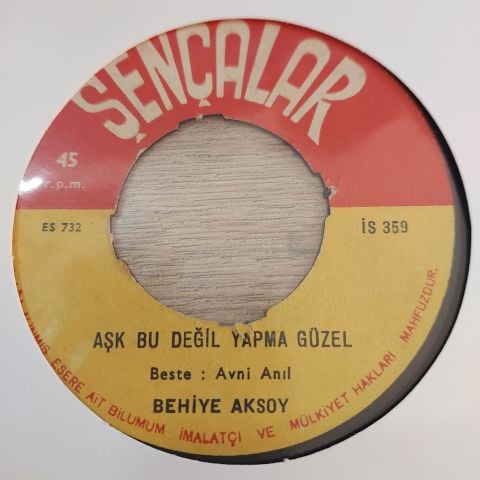 ŞENÇALAR
45
r.p.m.
ES 732
İS 359
AŞK BU DEĞİL YAPMA GÜZEL
Beste : Avni Anıl
BEHİYE AKSOY
ESERE AİT BİLUMUM İMALATÇI VE MÜLKİYET HAKLARI MAHFUZDUR.